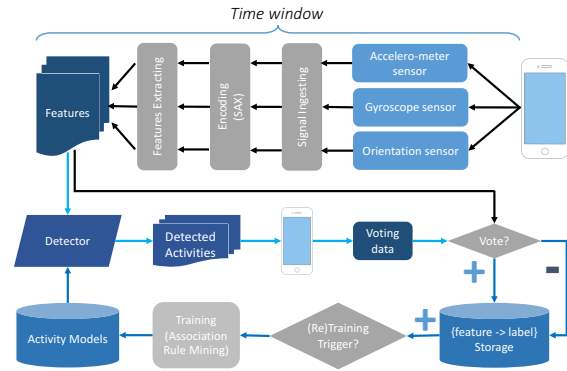 Time window
Features
Features Extracting
Encoding
(SAX)
Signal Ingesting
Accelero-meter
sensor
Gyroscope sensor
Orientation sensor
Detector
Detected
Activities
Voting
data
Vote?
+
-
Activity Models
Training
(Association
Rule Mining)
(Re)Training
Trigger?
+
{feature -> label}
Storage